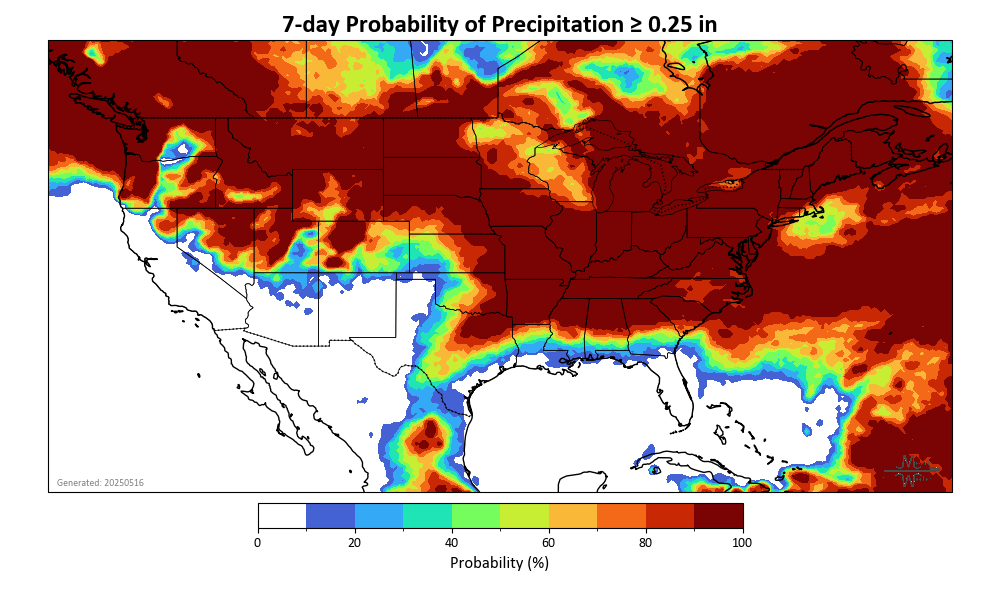 7-day Probability of Precipitation ≥ 0.25 in
Generated: 20250516
0 20 40 60 80 100
Probability (%)